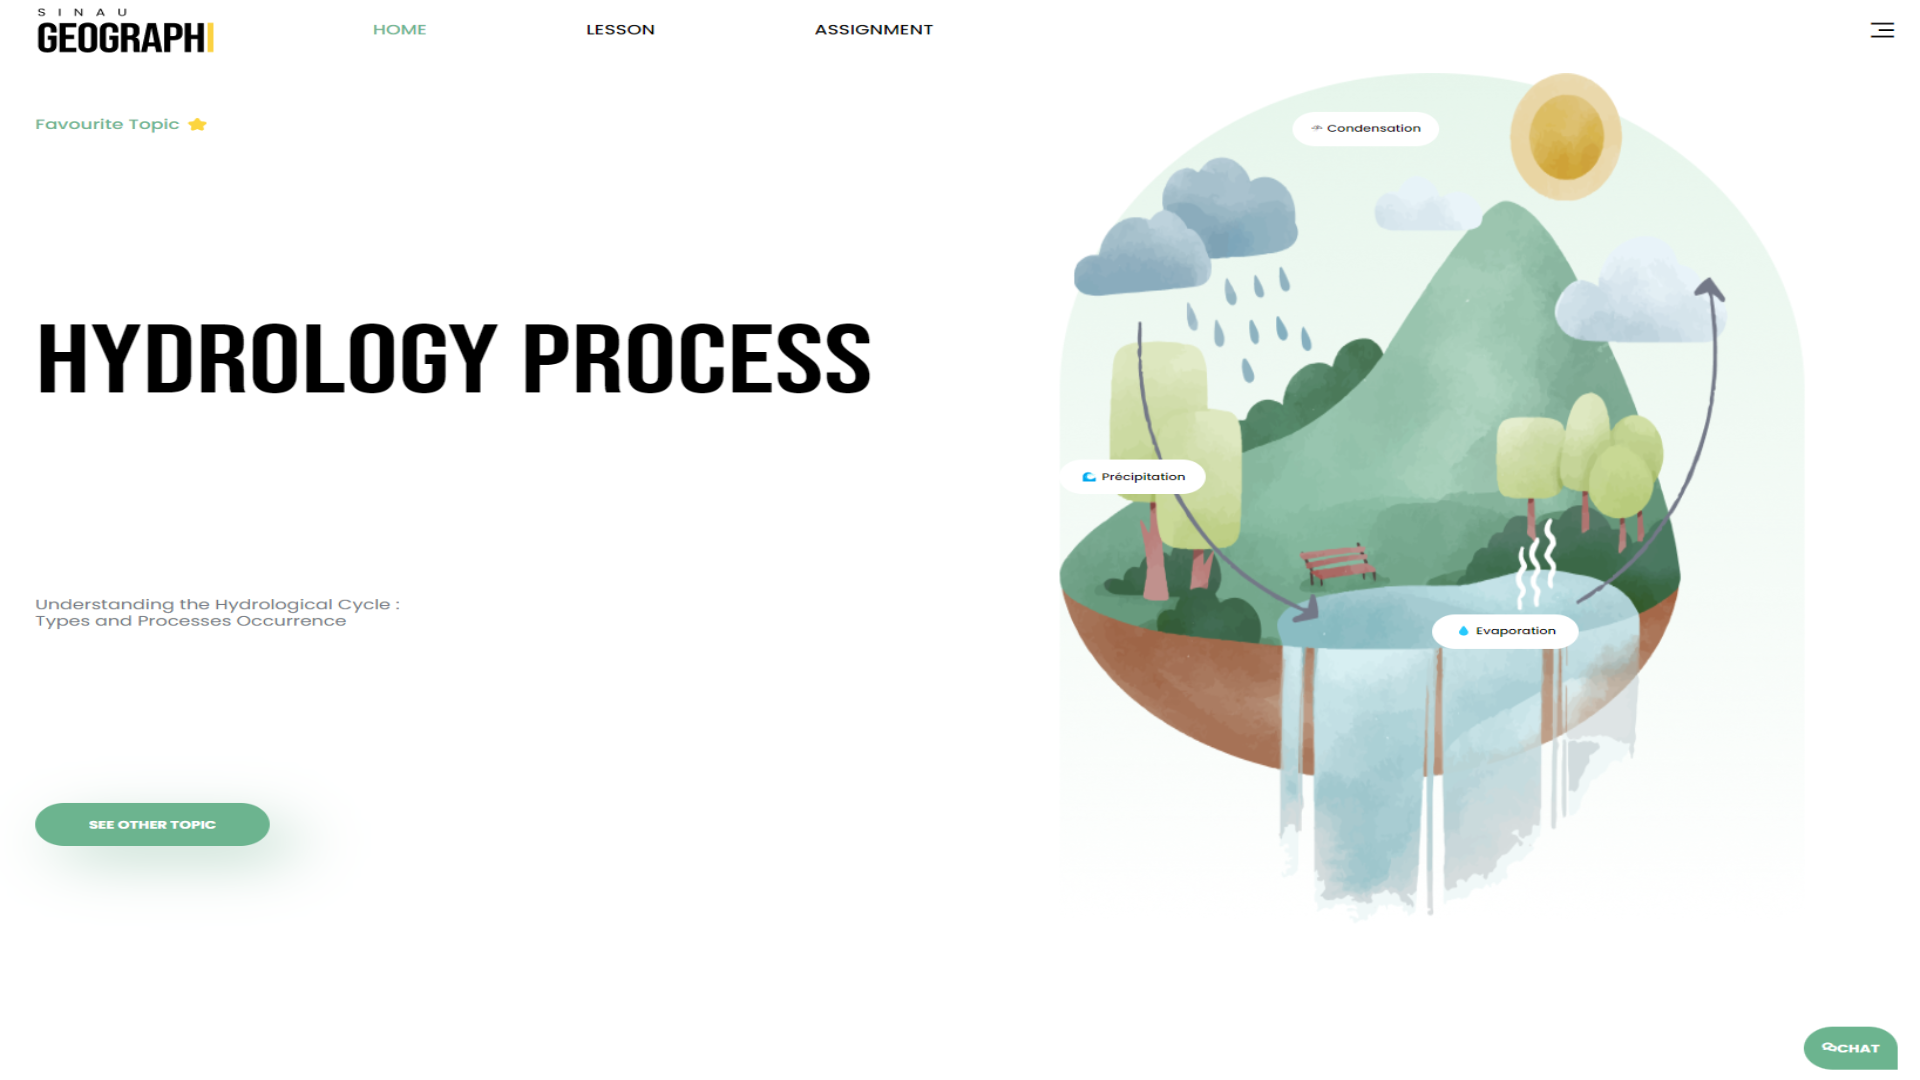 SINAU
GEOGRAPHI
HOME
LESSON
ASSIGNMENT
Favourite Topic
Condensation
HYDROLOGY PROCESS
Précipitation
Understanding the Hydrological Cycle :
Types and Processes Occurrence
Evaporation
SEE OTHER TOPIC
CHAT